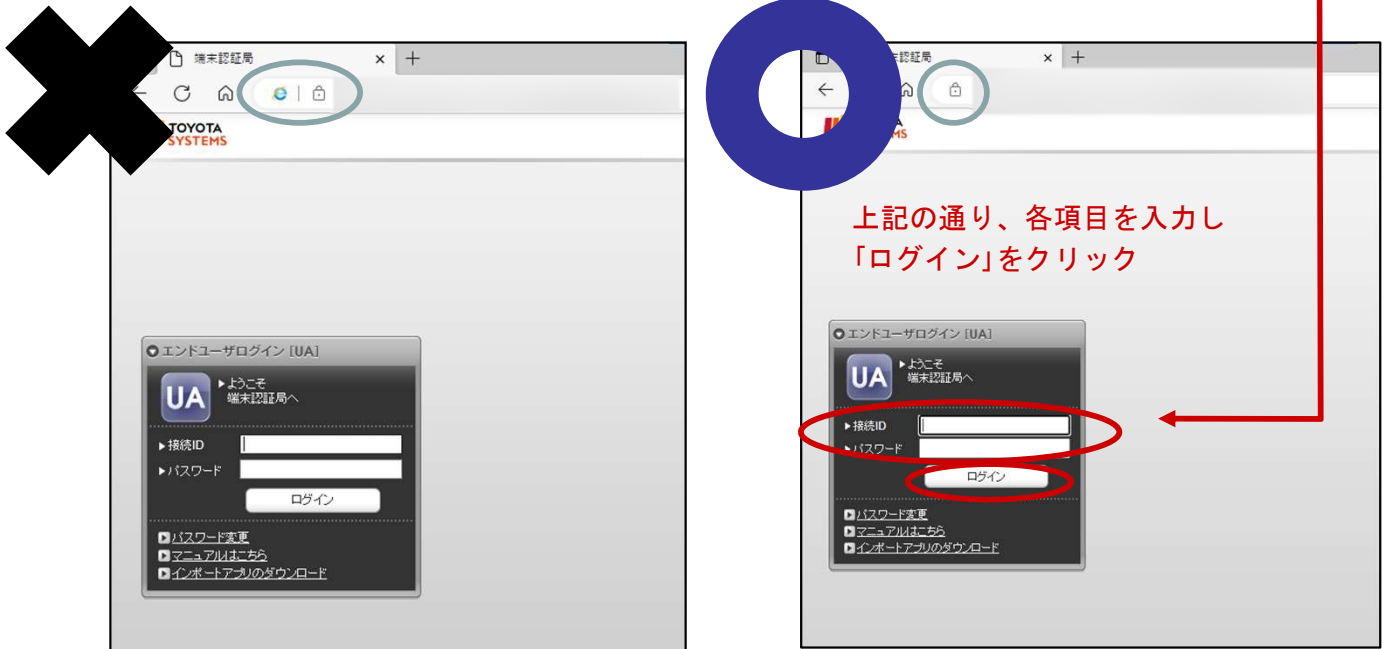 端末認証局
TOYOTA
SYSTEMS
エンドユーザログイン [UA]
UA
ようこそ
端末認証局へ
接続ID
パスワード
ログイン
パスワード変更
マニュアルはこちら
インポートアプリのダウンロード
認証局
MS
上記の通り、各項目を入力し
「ログイン」をクリック
エンドユーザログイン [UA]
UA
ようこそ
端末認証局へ
接続ID
パスワード
ログイン
パスワード変更
マニュアルはこちら
インポートアプリのダウンロード